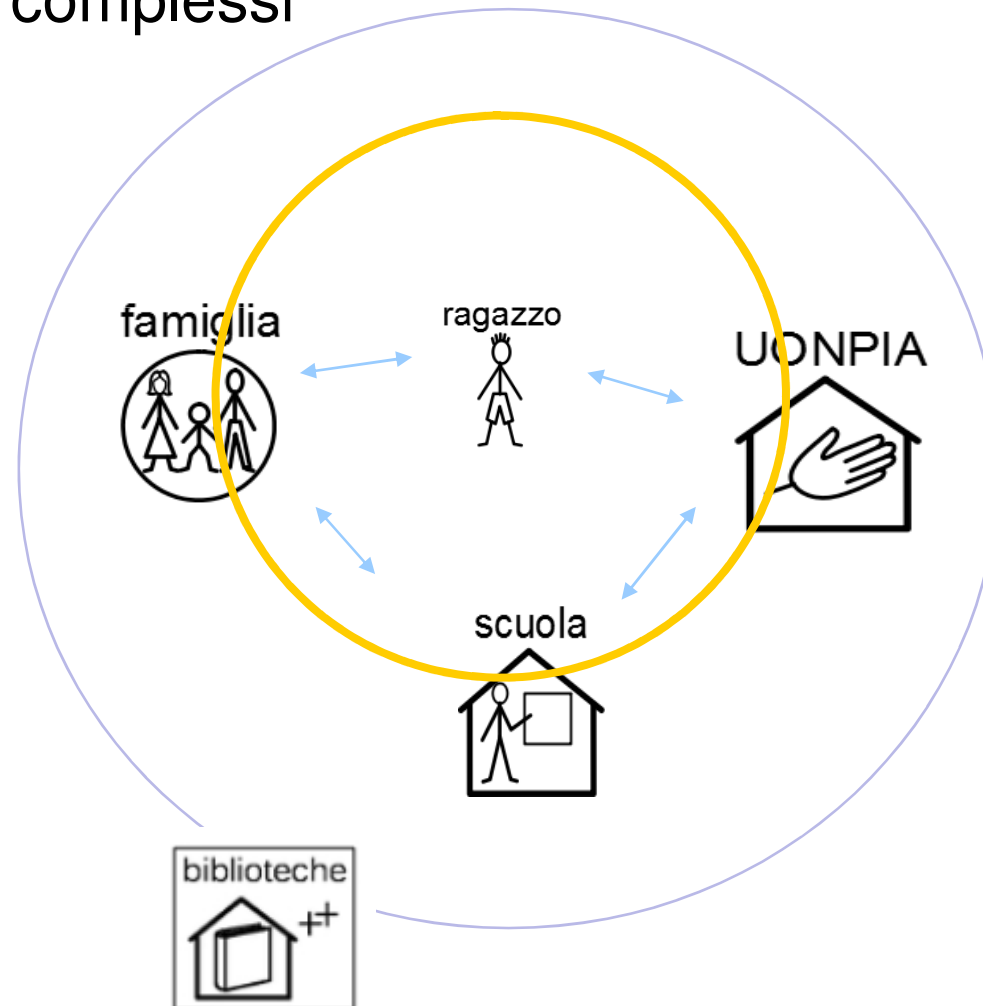 complessi
famiglia
ragazzo
UONPIA
scuola
biblioteche
++